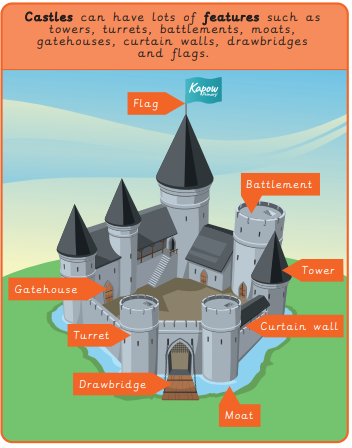 Castles can have lots of features such as
towers, turrets, battlements, moats,
gatehouses, curtain walls, drawbridges
and flags.
Kapow
Primary
Flag
Battlement
Tower
Gatehouse
Curtain wall
Turret
Drawbridge
Moat